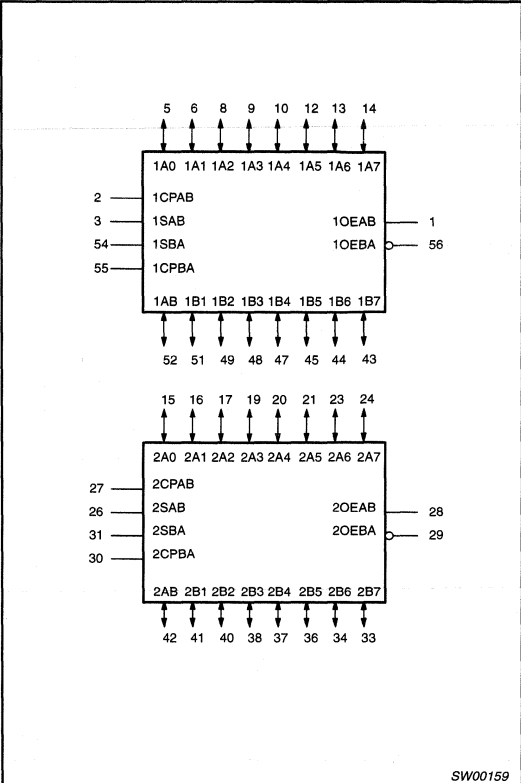 5 6 8 9 10 12 13 14
1A0 1A1 1A2 1A3 1A4 1A5 1A6 1A7
2 1CPAB
3 1SAB 1OEAB 1
54 1SBA 1OEBA 56
55 1CPBA
1AB 1B1 1B2 1B3 1B4 1B5 1B6 1B7
52 51 49 48 47 45 44 43
15 16 17 19 20 21 23 24
2A0 2A1 2A2 2A3 2A4 2A5 2A6 2A7
27 2CPAB
26 2SAB 2OEAB 28
31 2SBA 2OEBA 29
30 2CPBA
2AB 2B1 2B2 2B3 2B4 2B5 2B6 2B7
42 41 40 38 37 36 34 33
SW00159